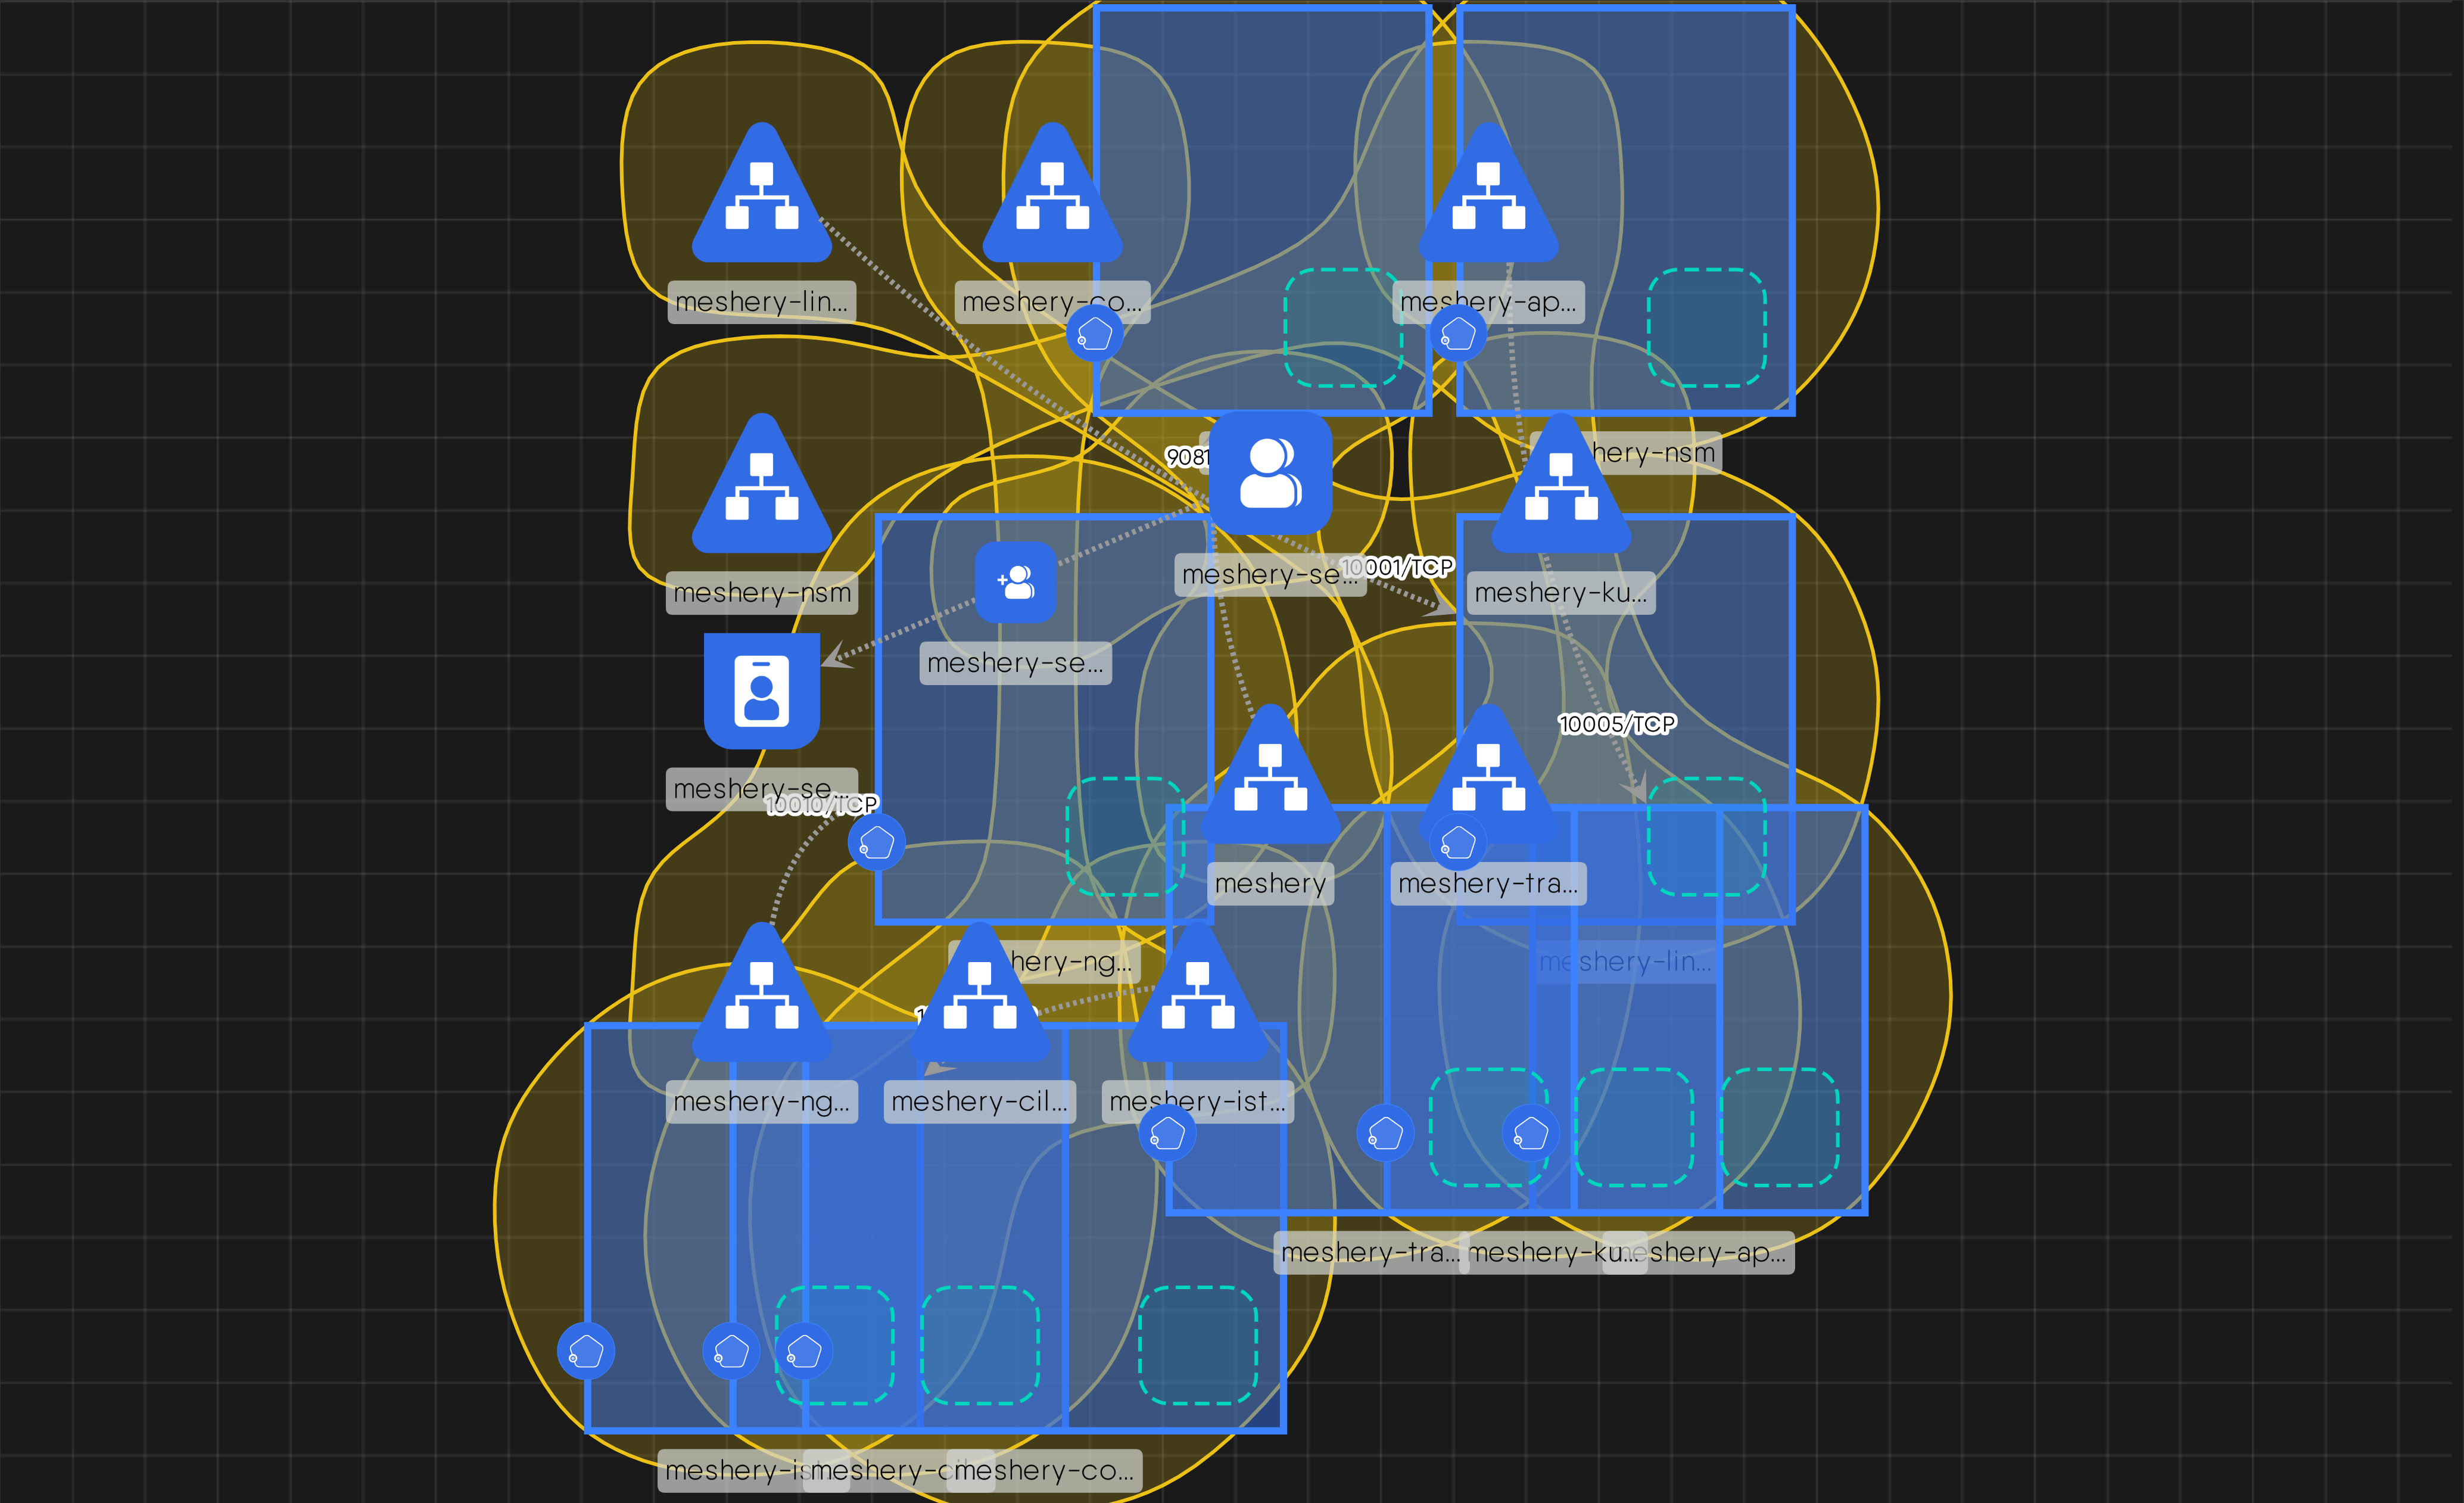 meshery-lin...
meshery-co...
meshery-ap...
9081
hery-nsm
meshery-nsm
meshery-se...
10001/TCP
meshery-ku...
meshery-se...
10005/TCP
meshery-se...
10010/TCP
meshery
meshery-tra...
hery-ng...
meshery-lin...
meshery-ng...
meshery-cil...
meshery-ist...
meshery-tra...
meshery-ku...
eshery-ap...
meshery-is
meshery-ci
meshery-co...